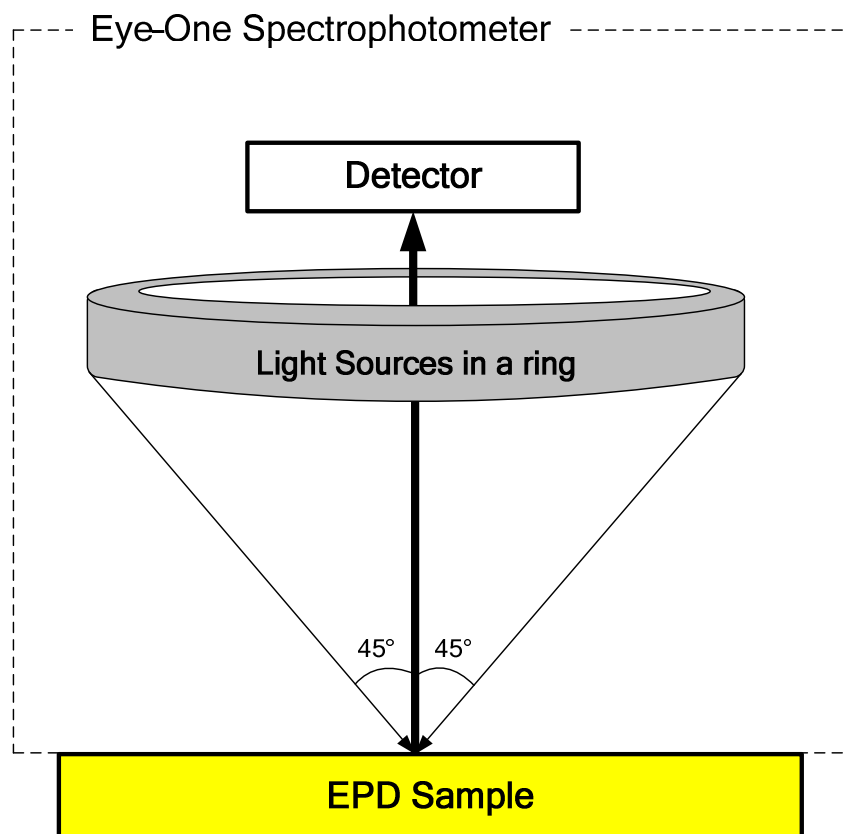 Eye-One Spectrophotometer
Detector
Light Sources in a ring
45° 45°
EPD Sample